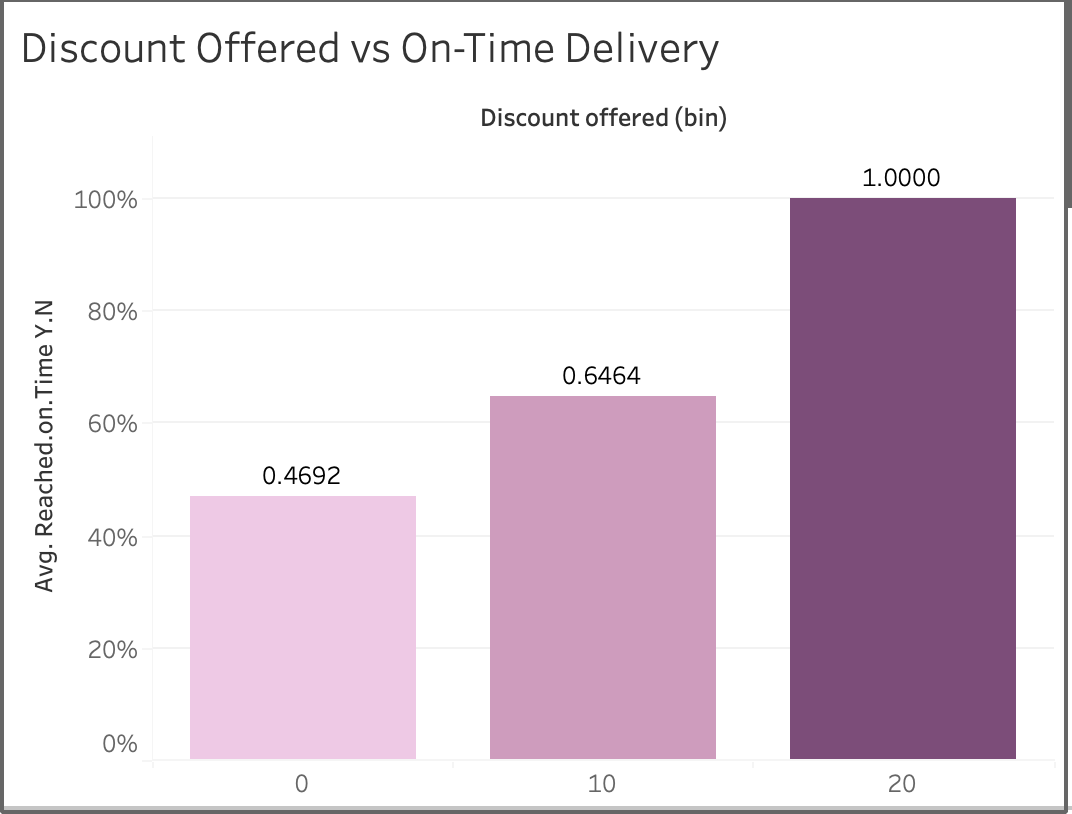 Discount Offered vs On-Time Delivery
Discount offered (bin)
1.0000
100%
80%
0.6464
60%
0.4692
40%
20%
0%
Avg. Reached.on.Time Y.N
0 10 20